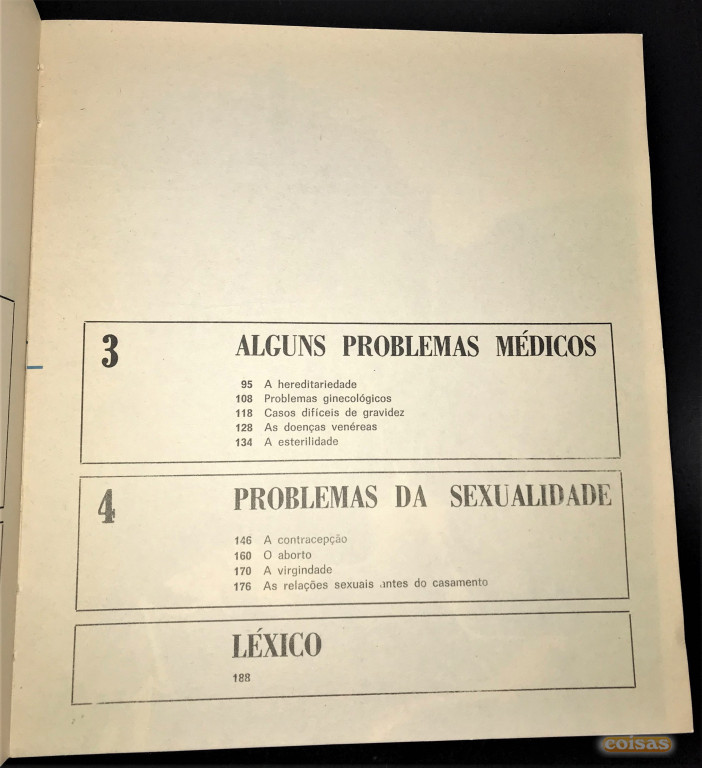 3 ALGUNS PROBLEMAS MÉDICOS
95 A hereditariedade
108 Problemas ginecológicos
118 Casos difíceis de gravidez
128 As doenças venéreas
134 A esterilidade
4 PROBLEMAS DA SEXUALIDADE
146 A contracepção
160 O aborto
170 A virgindade
176 As relações sexuais antes do casamento
LÉXICO
188
coisas